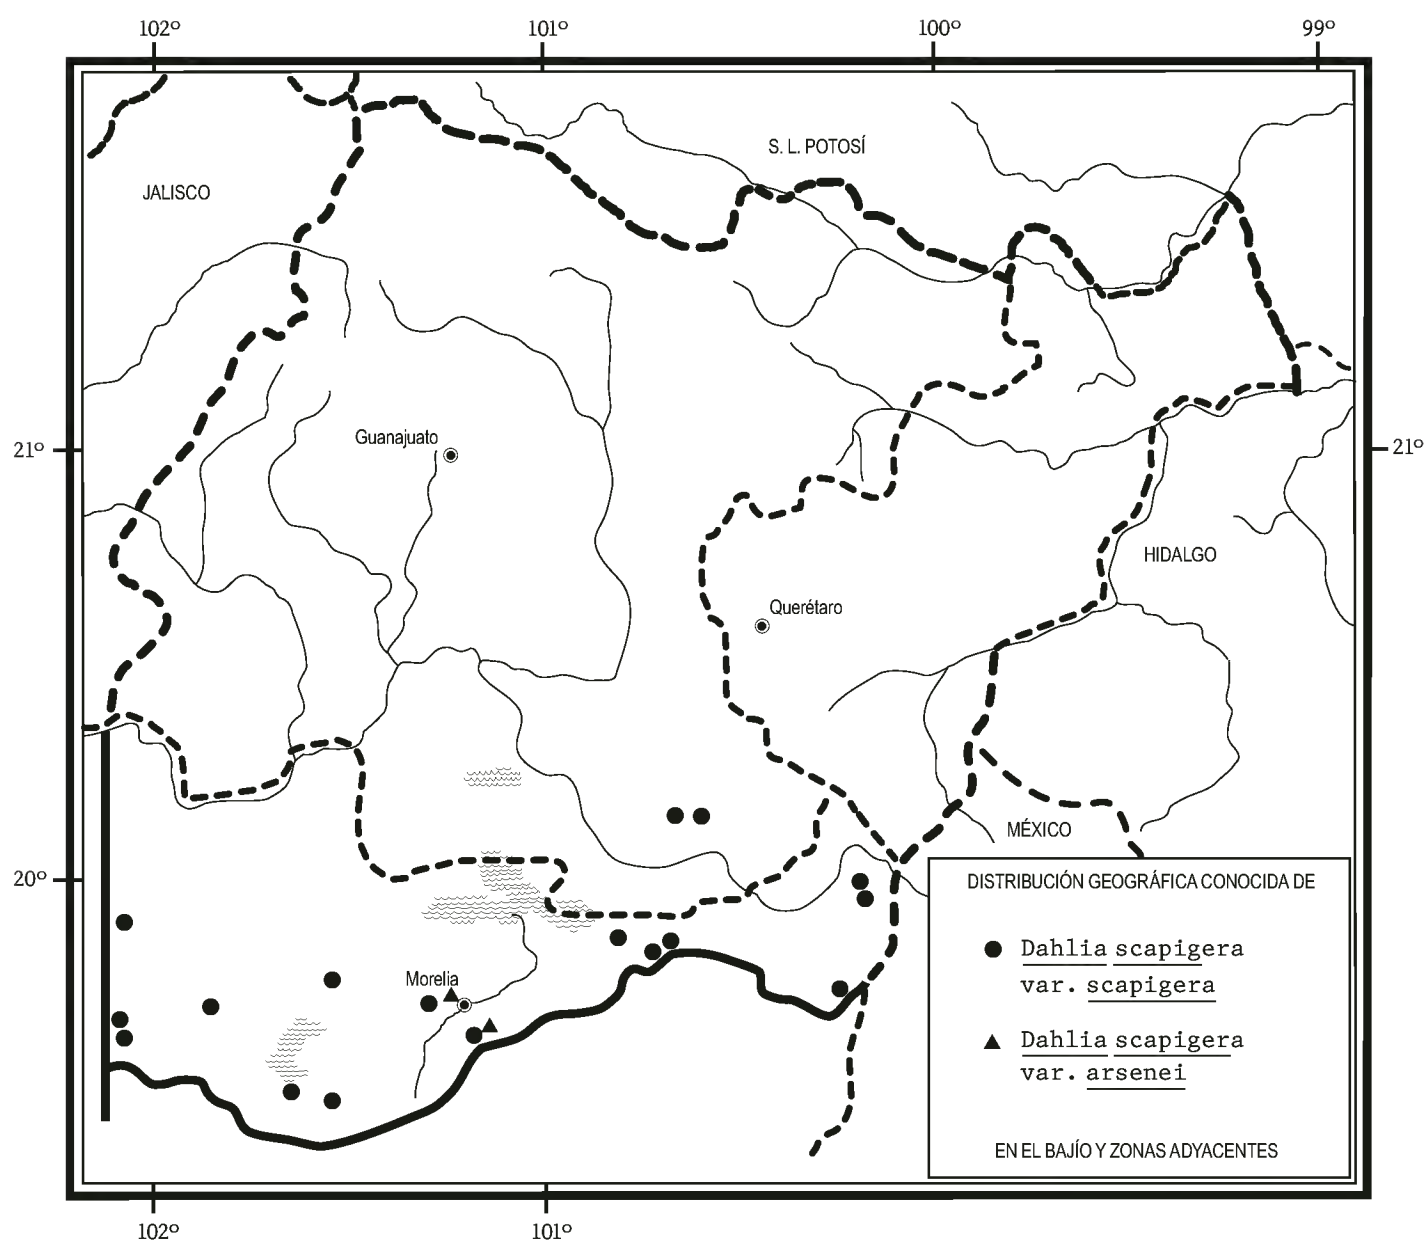 102º 101º 100º 99º
S. L. POTOSÍ
JALISCO
Guanajuato
21º 21º
HIDALGO
Querétaro
MÉXICO
20º
DISTRIBUCIÓN GEOGRÁFICA CONOCIDA DE
Dahlia scapigera
var. scapigera
Morelia
Dahlia scapigera
var. arsenei
EN EL BAJÍO Y ZONAS ADYACENTES
102º 101º